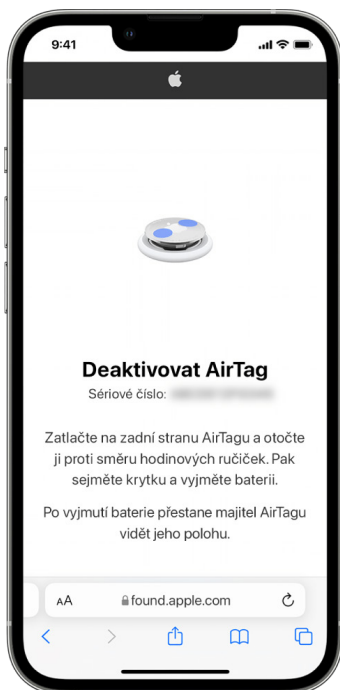 9:41
Deaktivovat AirTag
Sériové číslo:
Zatlačte na zadní stranu AirTagu a otočte
ji proti směru hodinových ručiček. Pak
sejměte krytku a vyjměte baterii.
Po vyjmutí baterie přestane majitel AirTagu
vidět jeho polohu.
AA
found.apple.com